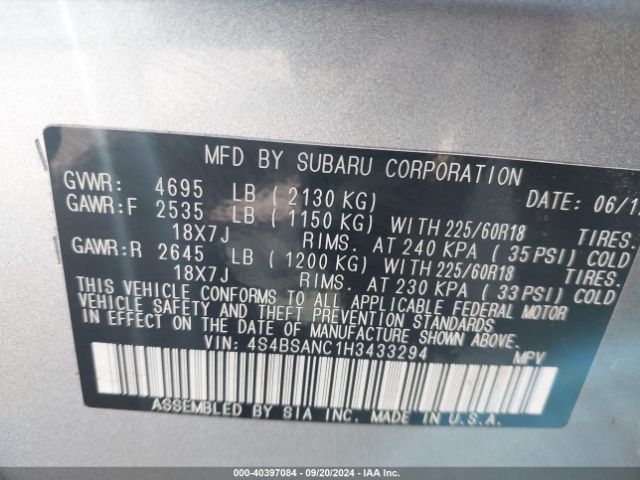 MFD BY SUBARU CORPORATION
GVWR: 4695 LB ( 2130 KG) DATE: 06/1
GAWR:F 2535 LB ( 1150 KG) WITH 225/60R18 TIRES
18X7J RIMS. AT 240 KPA ( 35PSI) COLD
GAWR:R 2645 LB ( 1200 KG) WITH 225/60R18 TIRES.
18X7J RIMS. AT 230 KPA ( 33PSI) COLD
THIS VEHICLE CONFORMS TO ALL APPLICABLE FEDERAL MOTOR
VEHICLE SAFETY AND THEFT PREVENTION STANDARDS
IN EFFECT ON THE DATE OF MANUFACTURE SHOWN ABOVE.
VIN: 4S4BSANC1H3433294 MPV
ASSEMBLED BY SIA INC. MADE IN U.S.A.
000-40397084 - 09/20/2024 - IAA Inc.